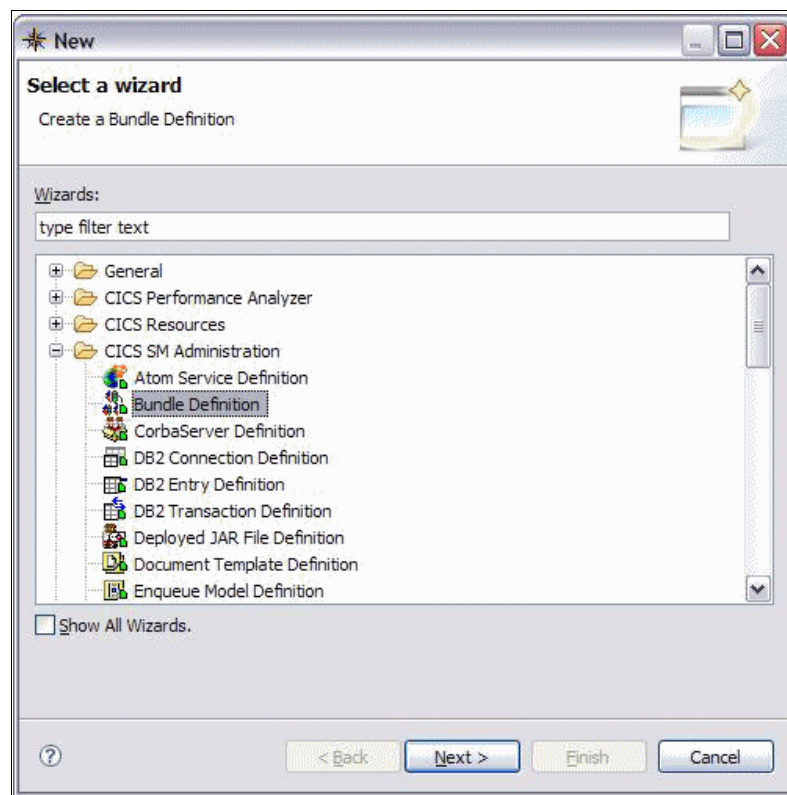 New
Select a wizard
Create a Bundle Definition
Wizards:
type filter text
General
CICS Performance Analyzer
CICS Resources
CICS SM Administration
Atom Service Definition
Bundle Definition
CorbaServer Definition
DB2 Connection Definition
DB2 Entry Definition
DB2 Transaction Definition
Deployed JAR File Definition
Document Template Definition
Enqueue Model Definition
Show All Wizards.
< Back Next > Finish Cancel